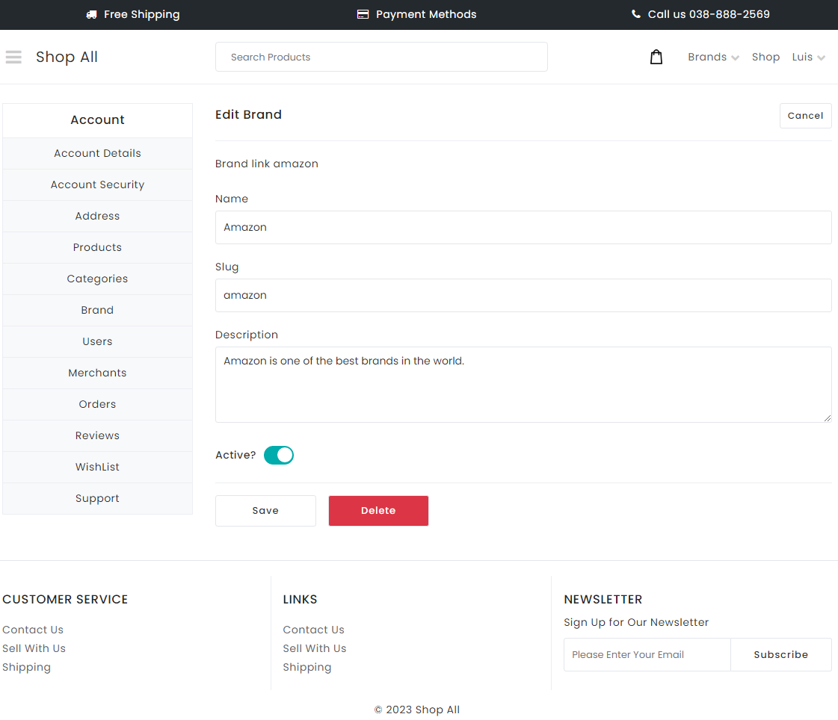 Free Shipping
Payment Methods
Call us 038-888-2569
Shop All
Search Products
Brands
Shop
Luis
Account
Account Details
Account Security
Address
Products
Categories
Brand
Users
Merchants
Orders
Reviews
WishList
Support
Edit Brand
Cancel
Brand link amazon
Name
Amazon
Slug
amazon
Description
Amazon is one of the best brands in the world.
Active?
Save
Delete
CUSTOMER SERVICE
Contact Us
Sell With Us
Shipping
LINKS
Contact Us
Sell With Us
Shipping
NEWSLETTER
Sign Up for Our Newsletter
Please Enter Your Email
Subscribe
© 2023 Shop All